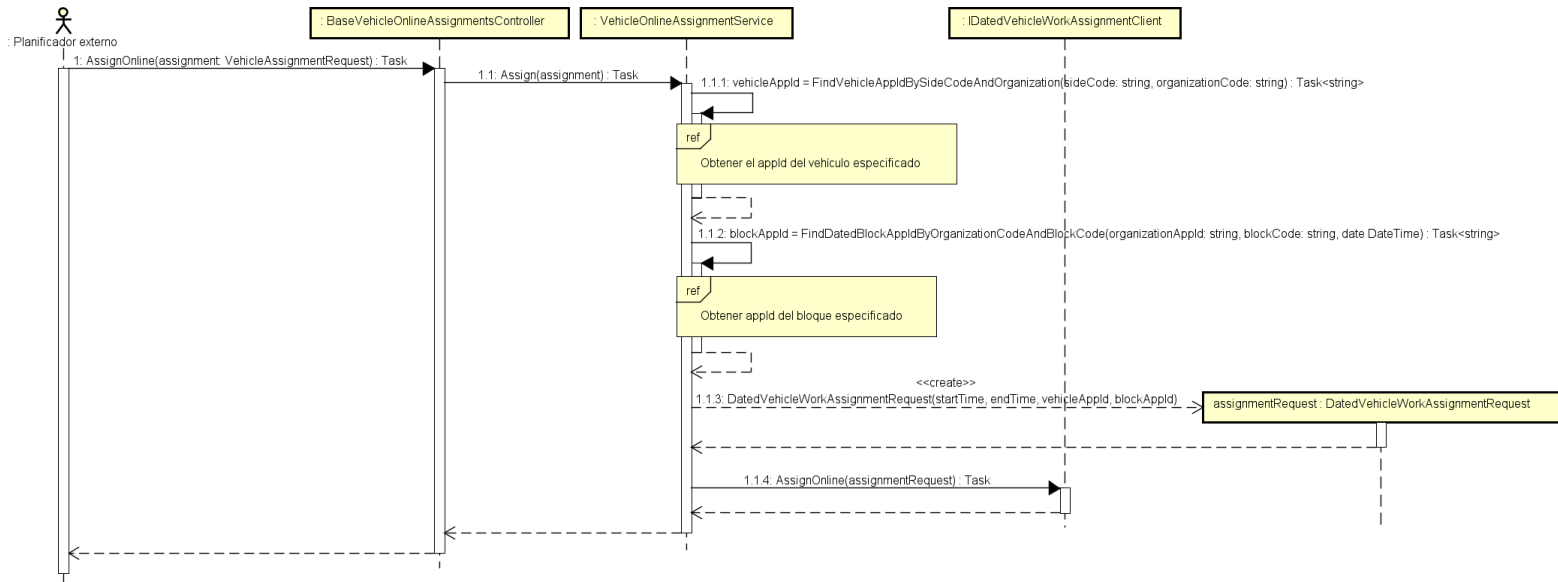 : BaseVehicleOnlineAssignmentsController
: VehicleOnlineAssignmentService
: IDatedVehicleWorkAssignmentClient
: Planificador externo
1: AssignOnline(assignment: VehicleAssignmentRequest) : Task
1.1: Assign(assignment) : Task
1.1.1: vehicleAppId = FindVehicleAppIdBySideCodeAndOrganization(sideCode: string, organizationCode: string) : Task<string>
ref
Obtener el appId del vehículo especificado
1.1.2: blockAppId = FindDatedBlockAppIdByOrganizationCodeAndBlockCode(organizationAppId: string, blockCode: string, date DateTime) : Task<string>
ref
Obtener appId del bloque especificado
<<create>>
1.1.3: DatedVehicleWorkAssignmentRequest(startTime, endTime, vehicleAppId, blockAppId)
assignmentRequest : DatedVehicleWorkAssignmentRequest
1.1.4: AssignOnline(assignmentRequest) : Task